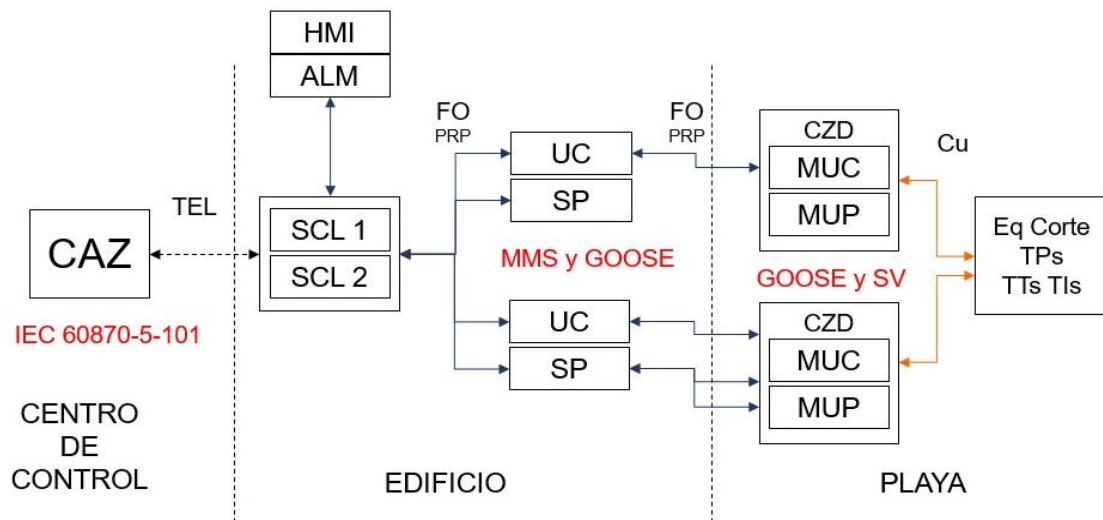 HMI
ALM
FO
PRP
FO
PRP
CZD
Cu
UC
MUC
SP
MUP
TEL
SCL 1
SCL 2
CAZ
Eq Corte
TPs
TTs TIs
MMS y GOOSE
GOOSE y SV
IEC 60870-5-101
UC
CZD
SP
MUC
MUP
CENTRO
DE
CONTROL
EDIFICIO
PLAYA